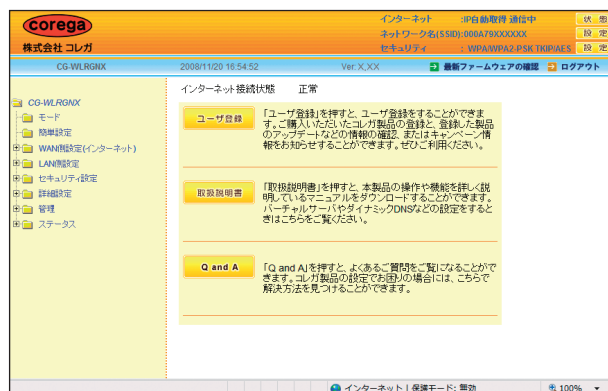 corega
株式会社 コレガ
インターネット :IP自動取得 通信中 状 態
ネットワーク名(SSID):000A79XXXXXX 設 定
セキュリティ : WPA/WPA2-PSK TKIP/AES 設 定
CG-WLRGNX 2008/11/20 16:54:52 Ver: X_XX 最新ファームウェアの確認 ログアウト
インターネット接続状態 正常
CG-WLRGNX
モード
簡単設定
WAN側設定(インターネット)
LAN側設定
セキュリティ設定
詳細設定
管理
ステータス
ユーザ登録
「ユーザ登録」を押すと、ユーザ登録をすることができま
す。ご購入いただいたコレガ製品の登録と、登録した製品
のアップデートなどの情報の確認、またはキャンペーン情
報をお知らせすることができます。ぜひご利用ください。
取扱説明書
「取扱説明書」を押すと、本製品の操作や機能を詳しく説
明しているマニュアルをダウンロードすることができます。
バーチャルサーバやダイナミックDNSなどの設定をすると
きはこちらをご覧ください。
Q and A
「Q and A」を押すと、よくあるご質問をご覧になることがで
きます。コレガ製品の設定でお困りの場合には、こちらで
解決方法を見つけることができます。
インターネット | 保護モード: 無効 100%